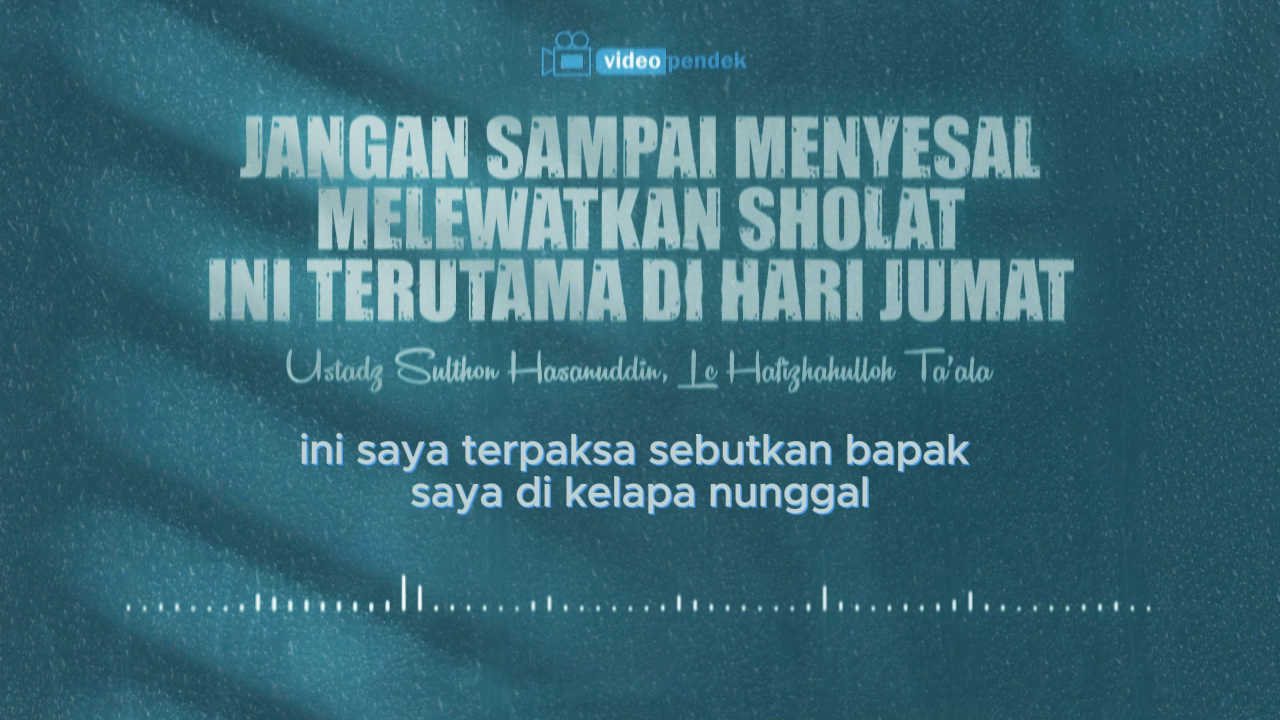 videopendek
JANGAN SAMPAI MENYESAL
MELEWATKAN SHOLAT
INI TERUTAMA DI HARI JUMAT
Ustadz Sulthon Hasanuddin, Lc Hafizhahulloh Ta'ala
ini saya terpaksa sebutkan bapak
saya di kelapa nunggal